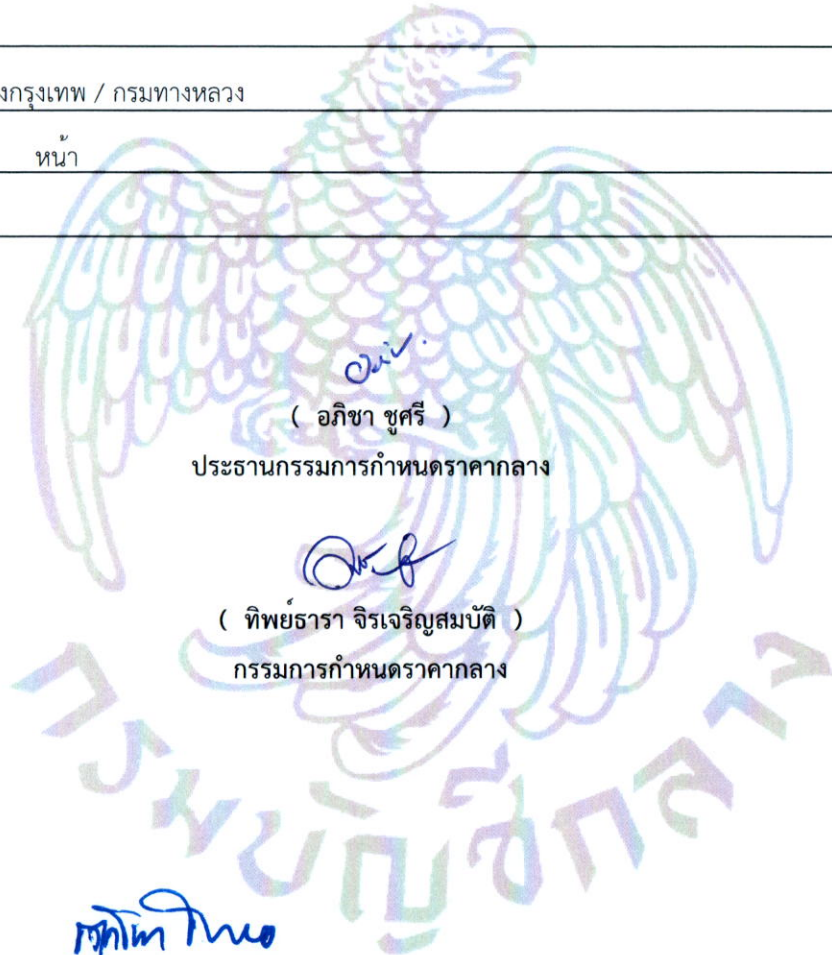 งกรุงเทพ / กรมทางหลวง
หน้า
( อภิชา ชูศรี )
ประธานกรรมการกำหนดราคากลาง
( ทิพย์ธารา จิรเจริญสมบัติ )
กรรมการกำหนดราคากลาง
กรมบัญชีกลาง